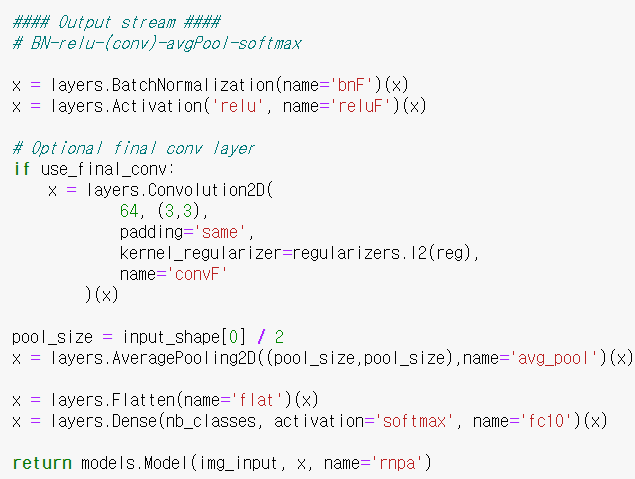 #### Output stream ####
# BN-relu-(conv)-avgPool-softmax

x = layers.BatchNormalization(name='bnF')(x)
x = layers.Activation('relu', name='reluF')(x)

# Optional final conv layer
if use_final_conv:
    x = layers.Convolution2D(
            64, (3,3),
            padding='same',
            kernel_regularizer=regularizers.l2(reg),
            name='convF'
        )(x)

pool_size = input_shape[0] / 2
x = layers.AveragePooling2D((pool_size,pool_size),name='avg_pool')(x)

x = layers.Flatten(name='flat')(x)
x = layers.Dense(nb_classes, activation='softmax', name='fc10')(x)

return models.Model(img_input, x, name='rnpa')